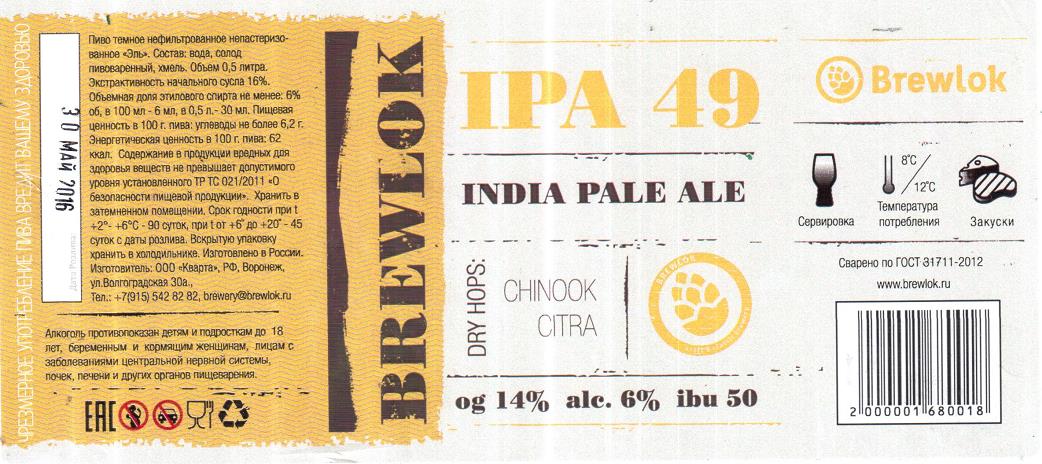 ЧРЕЗМЕРНОЕ УПОТРЕБЛЕНИЕ ПИВА ВРЕДИТ ВАШЕМУ ЗДОРОВЬЮ
Дата Розлива:
30 МАЙ 2016
Пиво темное нефильтрованное непастеризо-
ванное «Эль». Состав: вода, солод
пивоваренный, хмель. Объем 0,5 литра.
Экстрактивность начального сусла 16%.
Объемная доля этилового спирта не менее: 6%
об, в 100 мл - 6 мл, в 0,5 л.- 30 мл. Пищевая
ценность в 100 г. пива: углеводы не более 6,2 г.
Энергетическая ценность в 100 г. пива: 62
ккал. Содержание в продукции вредных для
здоровья веществ не превышает допустимого
уровня установленного ТР ТС 021/2011 «О
безопасности пищевой продукции». Хранить в
затемненном помещении. Срок годности при t
+2°- +6°С - 90 суток, при t от +6° до +20° - 45
суток с даты розлива. Вскрытую упаковку
хранить в холодильнике. Изготовлено в России.
Изготовитель: ООО «Кварта», РФ, Воронеж,
ул.Волгоградская 30а.,
Тел.: +7(915) 542 82 82, brewery@brewlok.ru
Алкоголь противопоказан детям и подросткам до 18
лет, беременным и кормящим женщинам, лицам с
заболеваниями центральной нервной системы,
почек, печени и других органов пищеварения.
EAC
BREWLOK
IPA 49
INDIA PALE ALE
DRY HOPS:
CHINOOK
CITRA
BREWLOK
og 14% alc. 6% ibu 50
Brewlok
8°C
12°C
Сервировка
Температура
потребления
Закуски
Сварено по ГОСТ 31711-2012
www.brewlok.ru
2 000001 680018